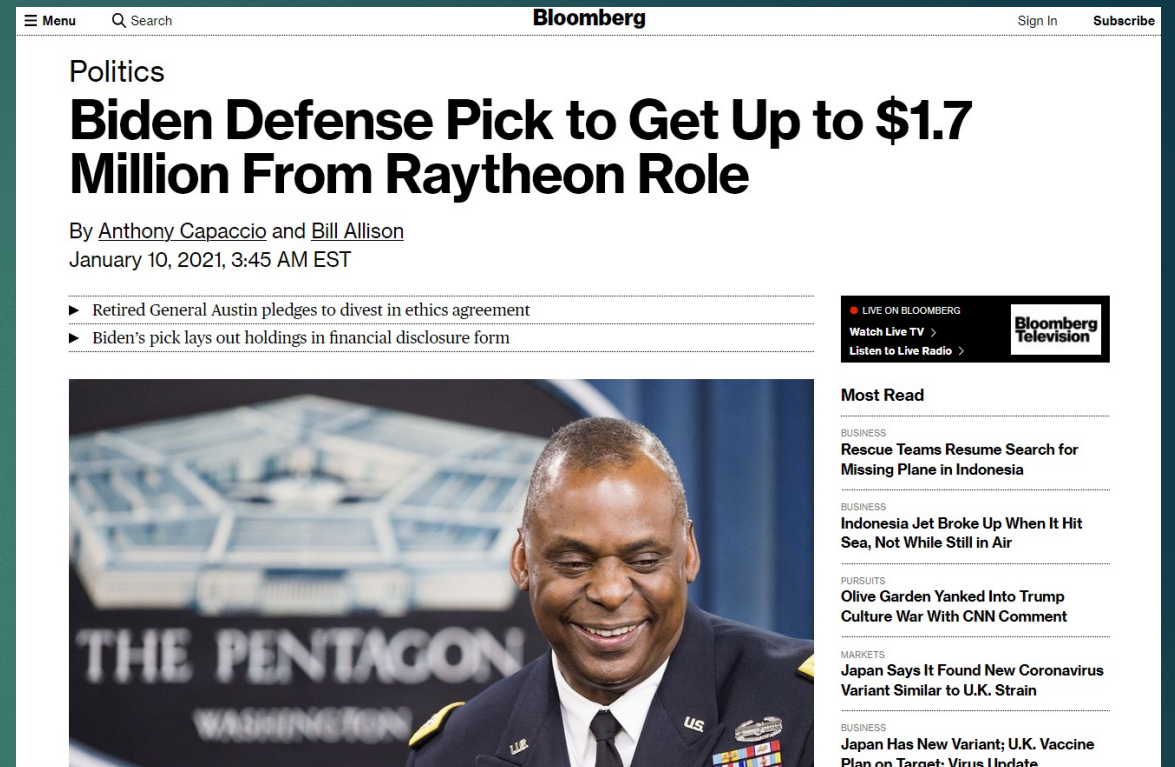 Menu
Search
Bloomberg
Sign In
Subscribe
Politics
Biden Defense Pick to Get Up to $1.7
Million From Raytheon Role
By Anthony Capaccio and Bill Allison
January 10, 2021, 3:45 AM EST
Retired General Austin pledges to divest in ethics agreement
Biden's pick lays out holdings in financial disclosure form
THE PENTAGON
WASHINGTON
U.S.
U.S.
LIVE ON BLOOMBERG
Watch Live TV
Listen to Live Radio
Bloomberg
Television
Most Read
BUSINESS
Rescue Teams Resume Search for
Missing Plane in Indonesia
BUSINESS
Indonesia Jet Broke Up When It Hit
Sea, Not While Still in Air
PURSUITS
Olive Garden Yanked Into Trump
Culture War With CNN Comment
MARKETS
Japan Says It Found New Coronavirus
Variant Similar to U.K. Strain
BUSINESS
Japan Has New Variant; U.K. Vaccine
Plan on Target: Virus Update